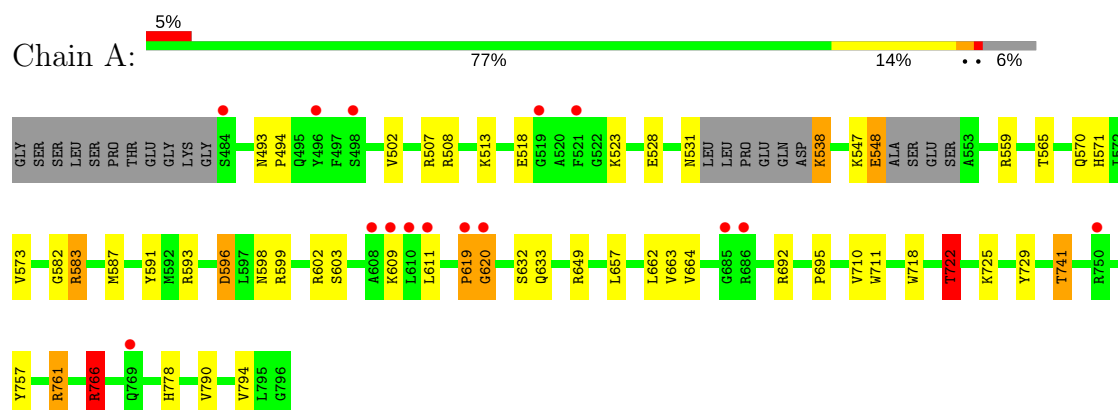 5%
Chain A:
77% 14% • • 6%
GLY SER SER LEU SER PRO THR GLU GLY LYS GLY S484 N493 P494 Q495 Y496 F497 S498 V502 R507 R508 K513 E518 G519 A520 F521 G522 K523 E528 N531 LEU LEU PRO GLU GLN ASP K538 K547 E548 ALA SER GLU SER A553 R559 T565 Q570 H571 I572
V573 G582 R583 M587 Y591 M592 R593 D596 L597 N598 R599 R602 S603 A608 K609 L610 L611 P619 G620 S632 Q633 R649 L657 L662 V663 V664 G685 R686 R692 P695 V710 W711 W718 T722 K725 Y729 T741 R750
Y757 R761 R766 Q769 H778 V790 V794 L795 G796